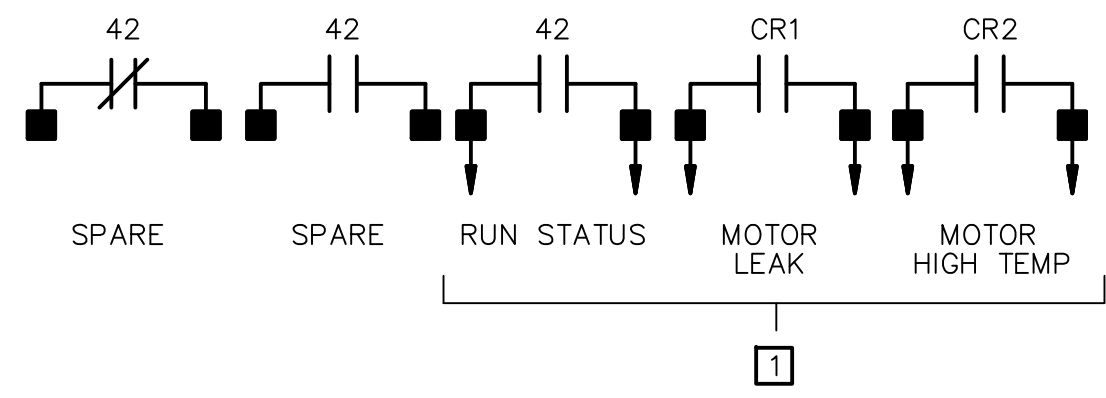 42 42 42 CR1 CR2
SPARE SPARE RUN STATUS MOTOR MOTOR
LEAK HIGH TEMP
1